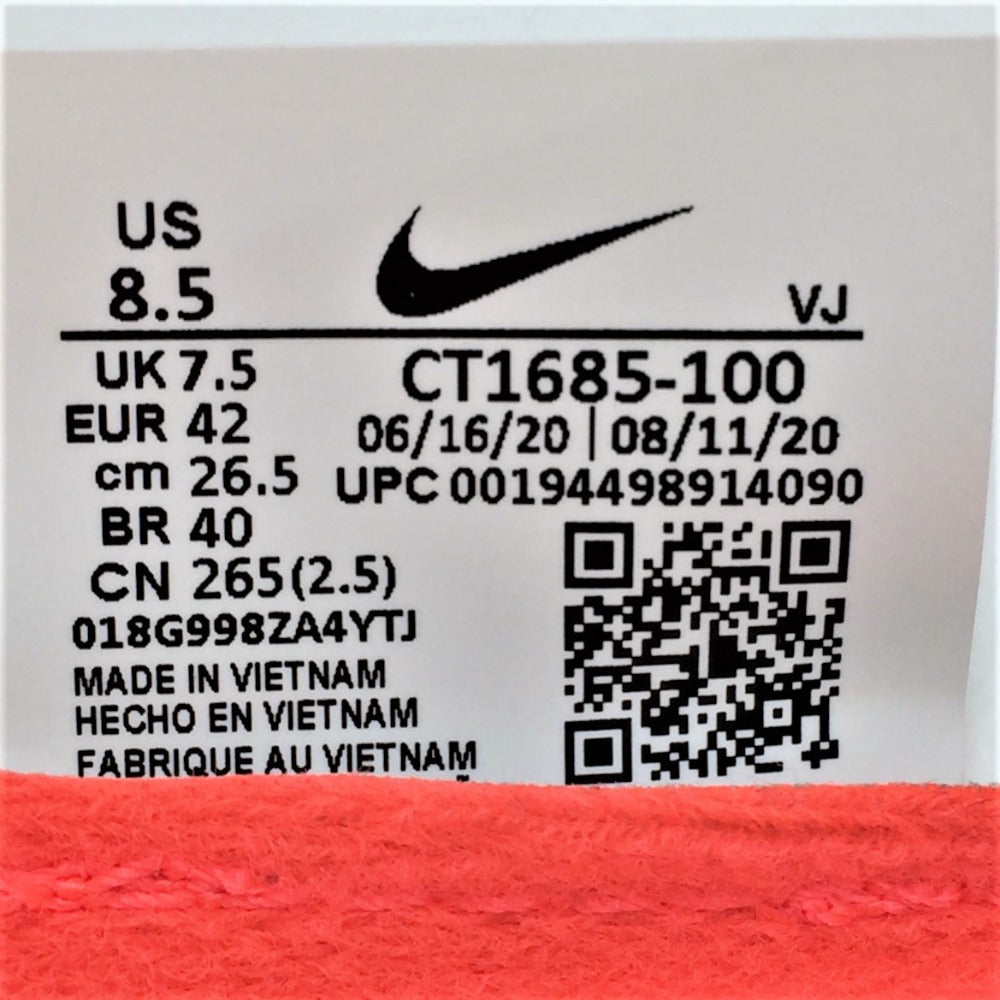 US
8.5
VJ
UK 7.5
CT1685-100
EUR 42
06/16/20 | 08/11/20
cm 26.5
UPC 00194498914090
BR 40
CN 265(2.5)
018G998ZA4YTJ
MADE IN VIETNAM
HECHO EN VIETNAM
FABRIQUE AU VIETNAM